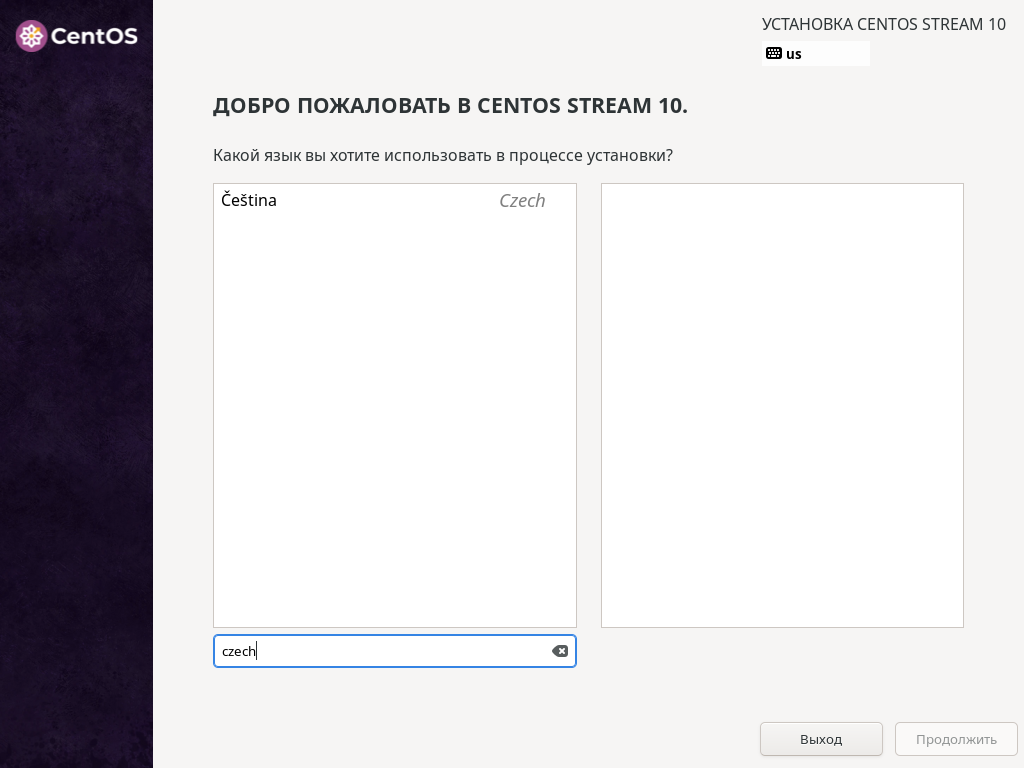 CentOS
УСТАНОВКА CENTOS STREAM 10
us
ДОБРО ПОЖАЛОВАТЬ В CENTOS STREAM 10.
Какой язык вы хотите использовать в процессе установки?
Čeština Czech
czech
Выход Продолжить